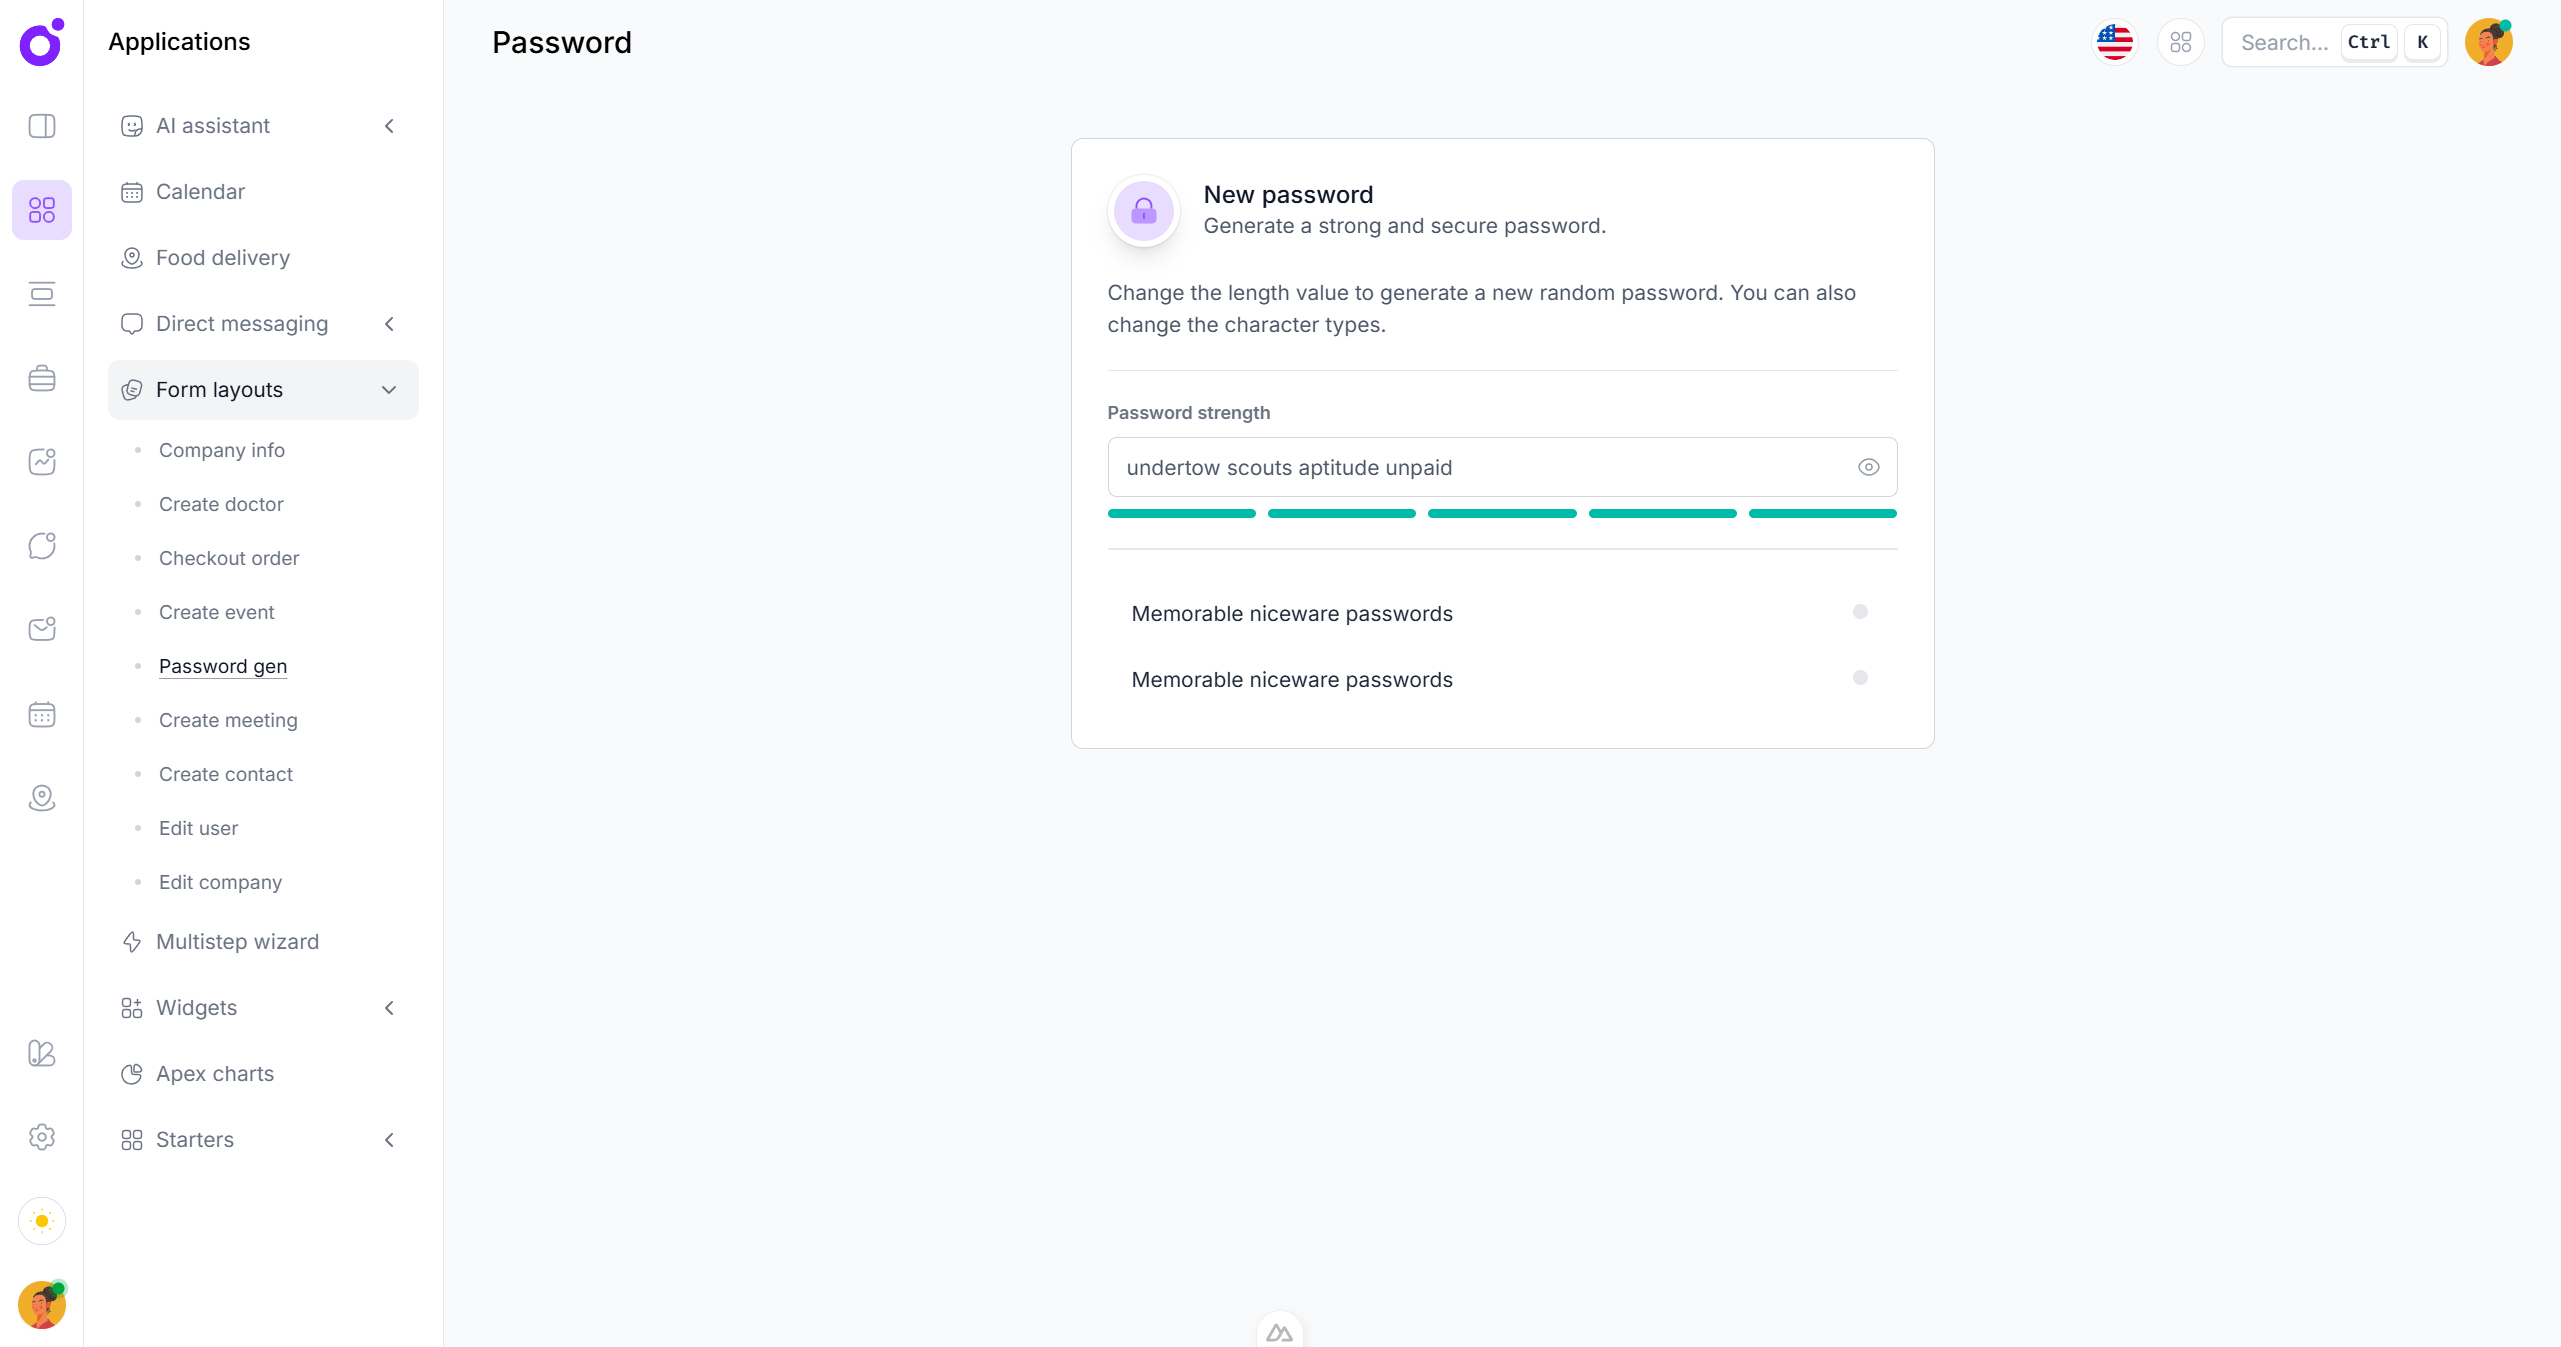 Applications
AI assistant
Calendar
Food delivery
Direct messaging
Form layouts
Company info
Create doctor
Checkout order
Create event
Password gen
Create meeting
Create contact
Edit user
Edit company
Multistep wizard
Widgets
Apex charts
Starters
Password
Search... Ctrl K
New password
Generate a strong and secure password.
Change the length value to generate a new random password. You can also
change the character types.
Password strength
undertow scouts aptitude unpaid
Memorable niceware passwords
Memorable niceware passwords